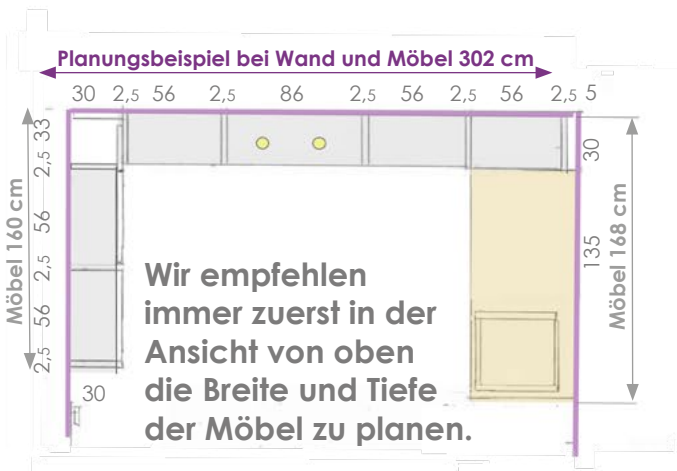 Planungsbeispiel bei Wand und Möbel 302 cm
30 2,5 56 2,5 86 2,5 56 2,5 56 2,5 5
Möbel 160 cm
33
2,5
56
2,5
56
2,5
30
30
135
Möbel 168 cm
Wir empfehlen
immer zuerst in der
Ansicht von oben
die Breite und Tiefe
der Möbel zu planen.